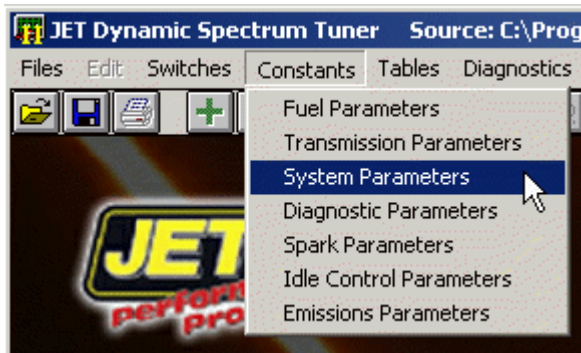 JET Dynamic Spectrum Tuner Source: C:\Prog
Files Edit Switches Constants Tables Diagnostics
Fuel Parameters
Transmission Parameters
System Parameters
Diagnostic Parameters
Spark Parameters
Idle Control Parameters
Emissions Parameters
JET
perform
pro